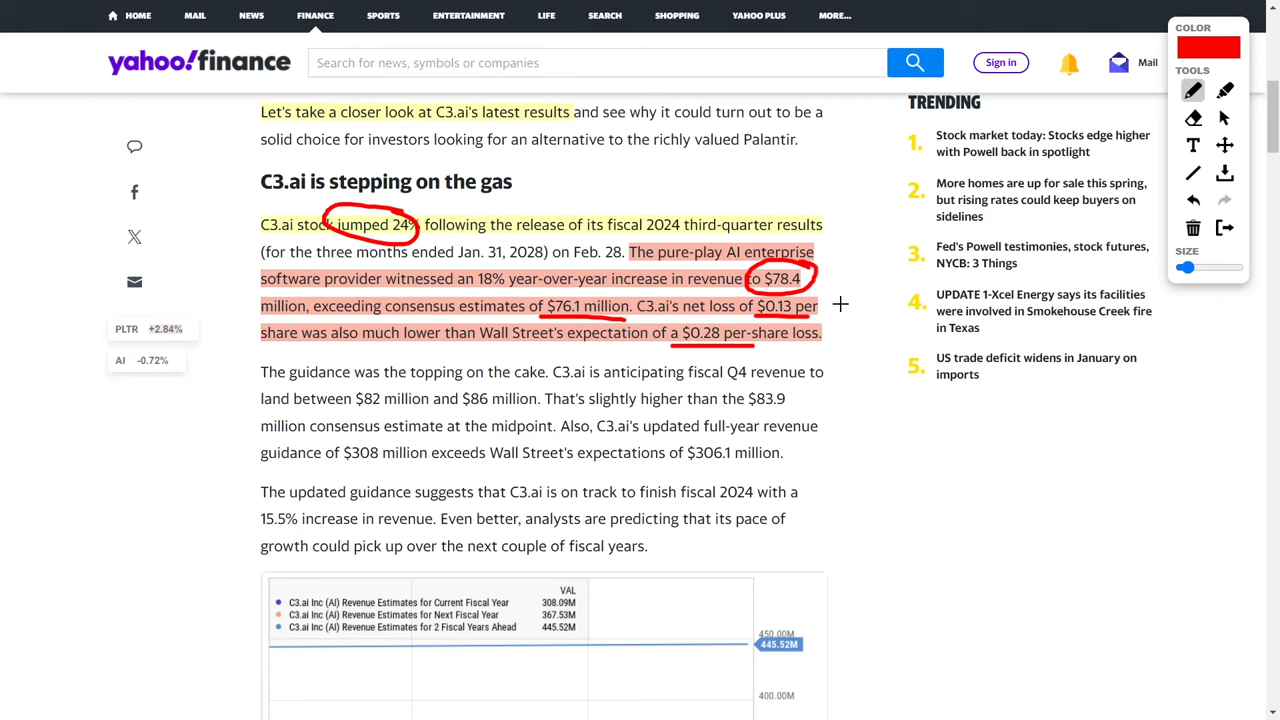 HOME MAIL NEWS FINANCE SPORTS ENTERTAINMENT LIFE SEARCH SHOPPING YAHOO PLUS MORE...
yahoo!finance
Search for news, symbols or companies
Sign in
Mail
COLOR
TOOLS
T
SIZE
Let's take a closer look at C3.ai's latest results and see why it could turn out to be a
solid choice for investors looking for an alternative to the richly valued Palantir.
C3.ai is stepping on the gas
C3.ai stock jumped 24% following the release of its fiscal 2024 third-quarter results
(for the three months ended Jan. 31, 2028) on Feb. 28. The pure-play AI enterprise
software provider witnessed an 18% year-over-year increase in revenue to $78.4
million, exceeding consensus estimates of $76.1 million. C3.ai's net loss of $0.13 per
share was also much lower than Wall Street's expectation of a $0.28 per-share loss.
The guidance was the topping on the cake. C3.ai is anticipating fiscal Q4 revenue to
land between $82 million and $86 million. That's slightly higher than the $83.9
million consensus estimate at the midpoint. Also, C3.ai's updated full-year revenue
guidance of $308 million exceeds Wall Street's expectations of $306.1 million.
The updated guidance suggests that C3.ai is on track to finish fiscal 2024 with a
15.5% increase in revenue. Even better, analysts are predicting that its pace of
growth could pick up over the next couple of fiscal years.
PLTR +2.84%
AI -0.72%
VAL
C3.ai Inc (AI) Revenue Estimates for Current Fiscal Year 308.09M
C3.ai Inc (AI) Revenue Estimates for Next Fiscal Year 367.53M
C3.ai Inc (AI) Revenue Estimates for 2 Fiscal Years Ahead 445.52M
450.00M
445.52M
400.00M
TRENDING
1. Stock market today: Stocks edge higher
with Powell back in spotlight
2. More homes are up for sale this spring,
but rising rates could keep buyers on
sidelines
3. Fed's Powell testimonies, stock futures,
NYCB: 3 Things
4. UPDATE 1-Xcel Energy says its facilities
were involved in Smokehouse Creek fire
in Texas
5. US trade deficit widens in January on
imports